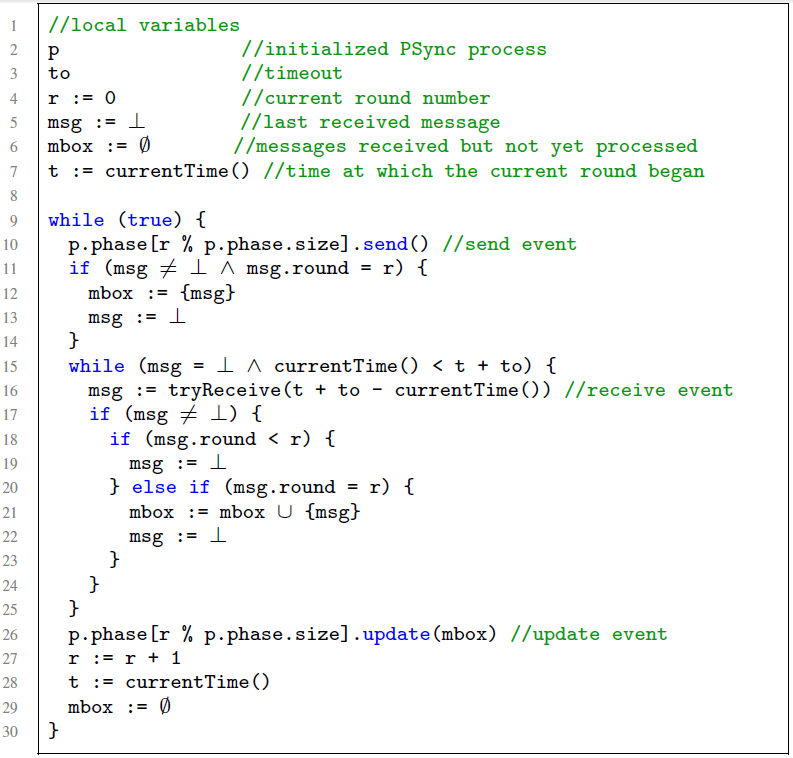 1 //local variables
2 p //initialized PSync process
3 to //timeout
4 r := 0 //current round number
5 msg := ⊥ //last received message
6 mbox := ∅ //messages received but not yet processed
7 t := currentTime() //time at which the current round began
8
9 while (true) {
10 p.phase[r % p.phase.size].send() //send event
11 if (msg ≠ ⊥ ∧ msg.round = r) {
12 mbox := {msg}
13 msg := ⊥
14 }
15 while (msg = ⊥ ∧ currentTime() < t + to) {
16 msg := tryReceive(t + to - currentTime()) //receive event
17 if (msg ≠ ⊥) {
18 if (msg.round < r) {
19 msg := ⊥
20 } else if (msg.round = r) {
21 mbox := mbox ∪ {msg}
22 msg := ⊥
23 }
24 }
25 }
26 p.phase[r % p.phase.size].update(mbox) //update event
27 r := r + 1
28 t := currentTime()
29 mbox := ∅
30 }